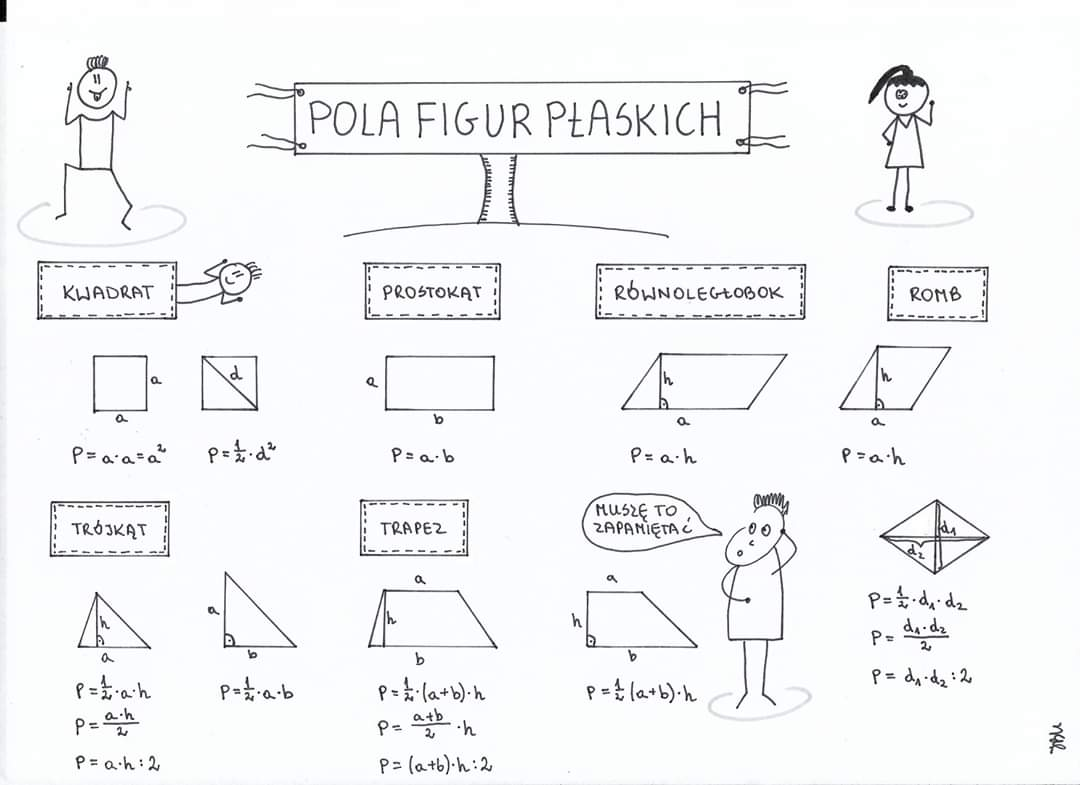 POLA FIGUR PŁASKICH
KWADRAT
PROSTOKĄT
RÓWNOLEGŁOBOK
ROMB
a
a
d
a
b
h
a
h
a
P=a·a=a²
P=½·d²
P=a·b
P=a·h
P=a·h
TRÓJKĄT
TRAPEZ
MUSZĘ TO
ZAPAMIĘTAĆ
d₁
d₂
P=½·d₁·d₂
P=d₁·d₂/2
P=d₁·d₂:2
h
a
a
b
a
h
b
a
h
b
P=½·a·h
P=a·h/2
P=a·h:2
P=½·a·b
P=½·(a+b)·h
P=a+b/2·h
P=(a+b)·h:2
P=½(a+b)·h